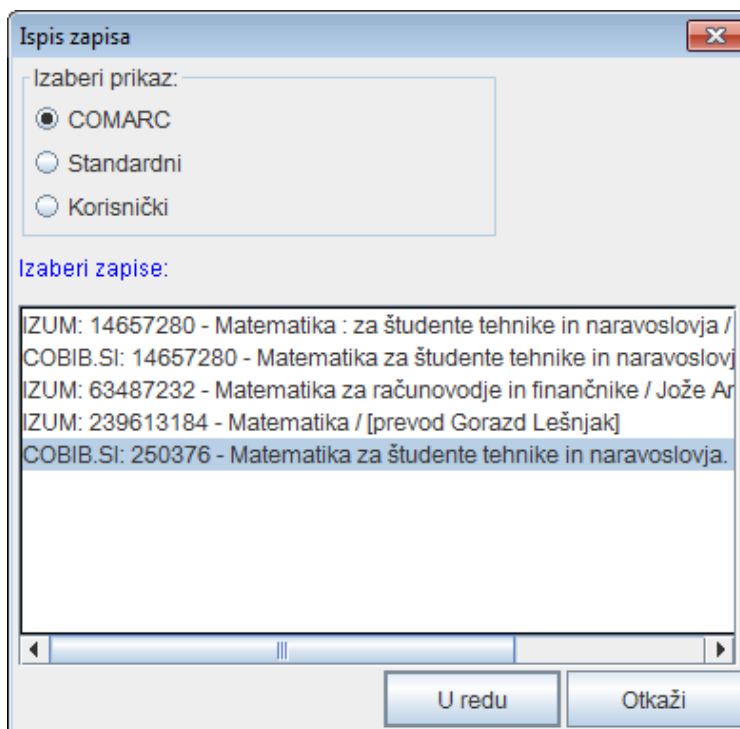 Ispis zapisa
Izaberi prikaz:
COMARC
Standardni
Korisnički
Izaberi zapise:
IZUM: 14657280 - Matematika : za študente tehnike in naravoslovja /
COBIB.SI: 14657280 - Matematika za študente tehnike in naravoslovj
IZUM: 63487232 - Matematika za računovodje in finančnike / Jože Ar
IZUM: 239613184 - Matematika / [prevod Gorazd Lešnjak]
COBIB.SI: 250376 - Matematika za študente tehnike in naravoslovja.
U redu
Otkaži